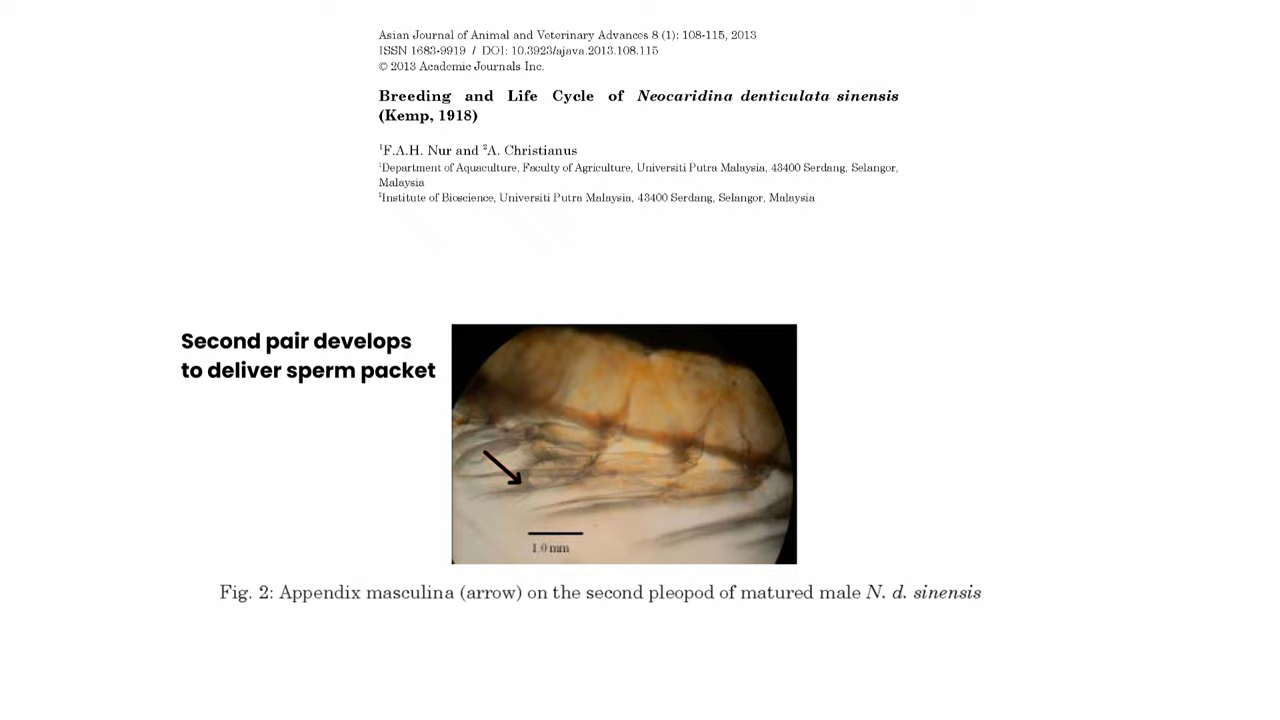 Asian Journal of Animal and Veterinary Advances 8 (1): 108-115, 2013
ISSN 1683-9919 / DOI: 10.3923/ajava.2013.108.115
© 2013 Academic Journals Inc.
Breeding and Life Cycle of Neocaridina denticulata sinensis
(Kemp, 1918)
¹F.A.H. Nur and ²A. Christianus
¹Department of Aquaculture, Faculty of Agriculture, Universiti Putra Malaysia, 43400 Serdang, Selangor,
Malaysia
²Institute of Bioscience, Universiti Putra Malaysia, 43400 Serdang, Selangor, Malaysia
Second pair develops
to deliver sperm packet
1.0 mm
Fig. 2: Appendix masculina (arrow) on the second pleopod of matured male N. d. sinensis